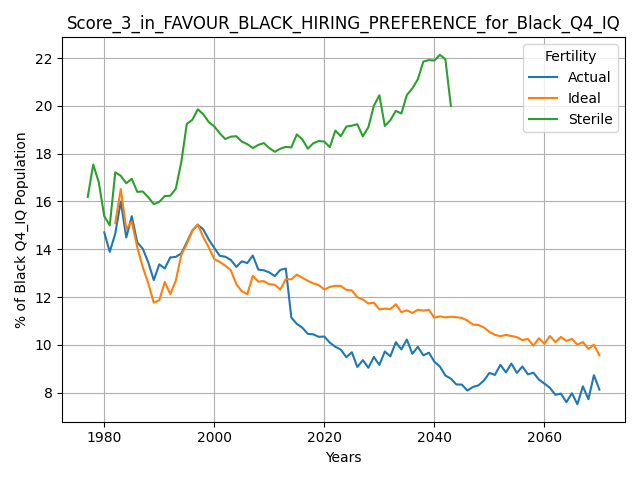 Score_3_in_FAVOUR_BLACK_HIRING_PREFERENCE_for_Black_Q4_IQ
Fertility
Actual
Ideal
Sterile
% of Black Q4_IQ Population
22
20
18
16
14
12
10
8
1980 2000 2020 2040 2060
Years